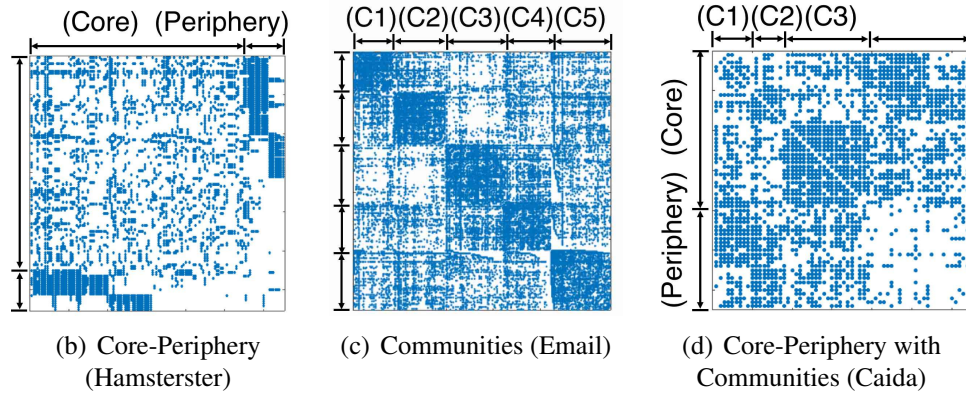 (Core) (Periphery)
(C1)(C2)(C3)(C4)(C5)
(C1)(C2)(C3)
(Periphery) (Core)
(b) Core-Periphery
(Hamsterster)
(c) Communities (Email)
(d) Core-Periphery with
Communities (Caida)